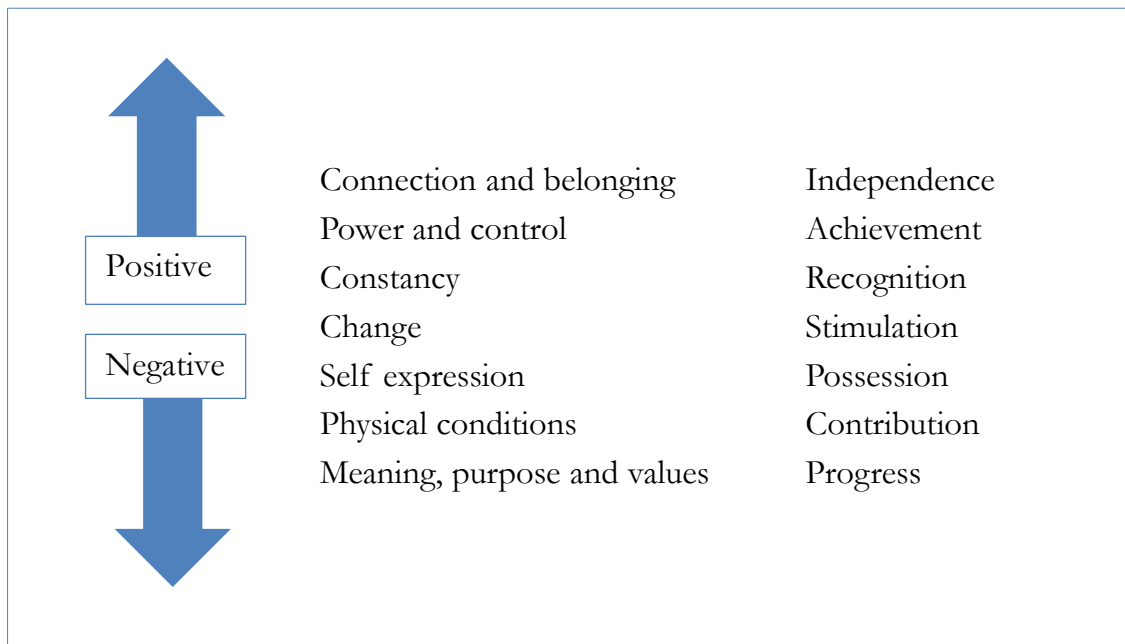 Positive
Negative
Connection and belonging
Power and control
Constancy
Change
Self expression
Physical conditions
Meaning, purpose and values
Independence
Achievement
Recognition
Stimulation
Possession
Contribution
Progress